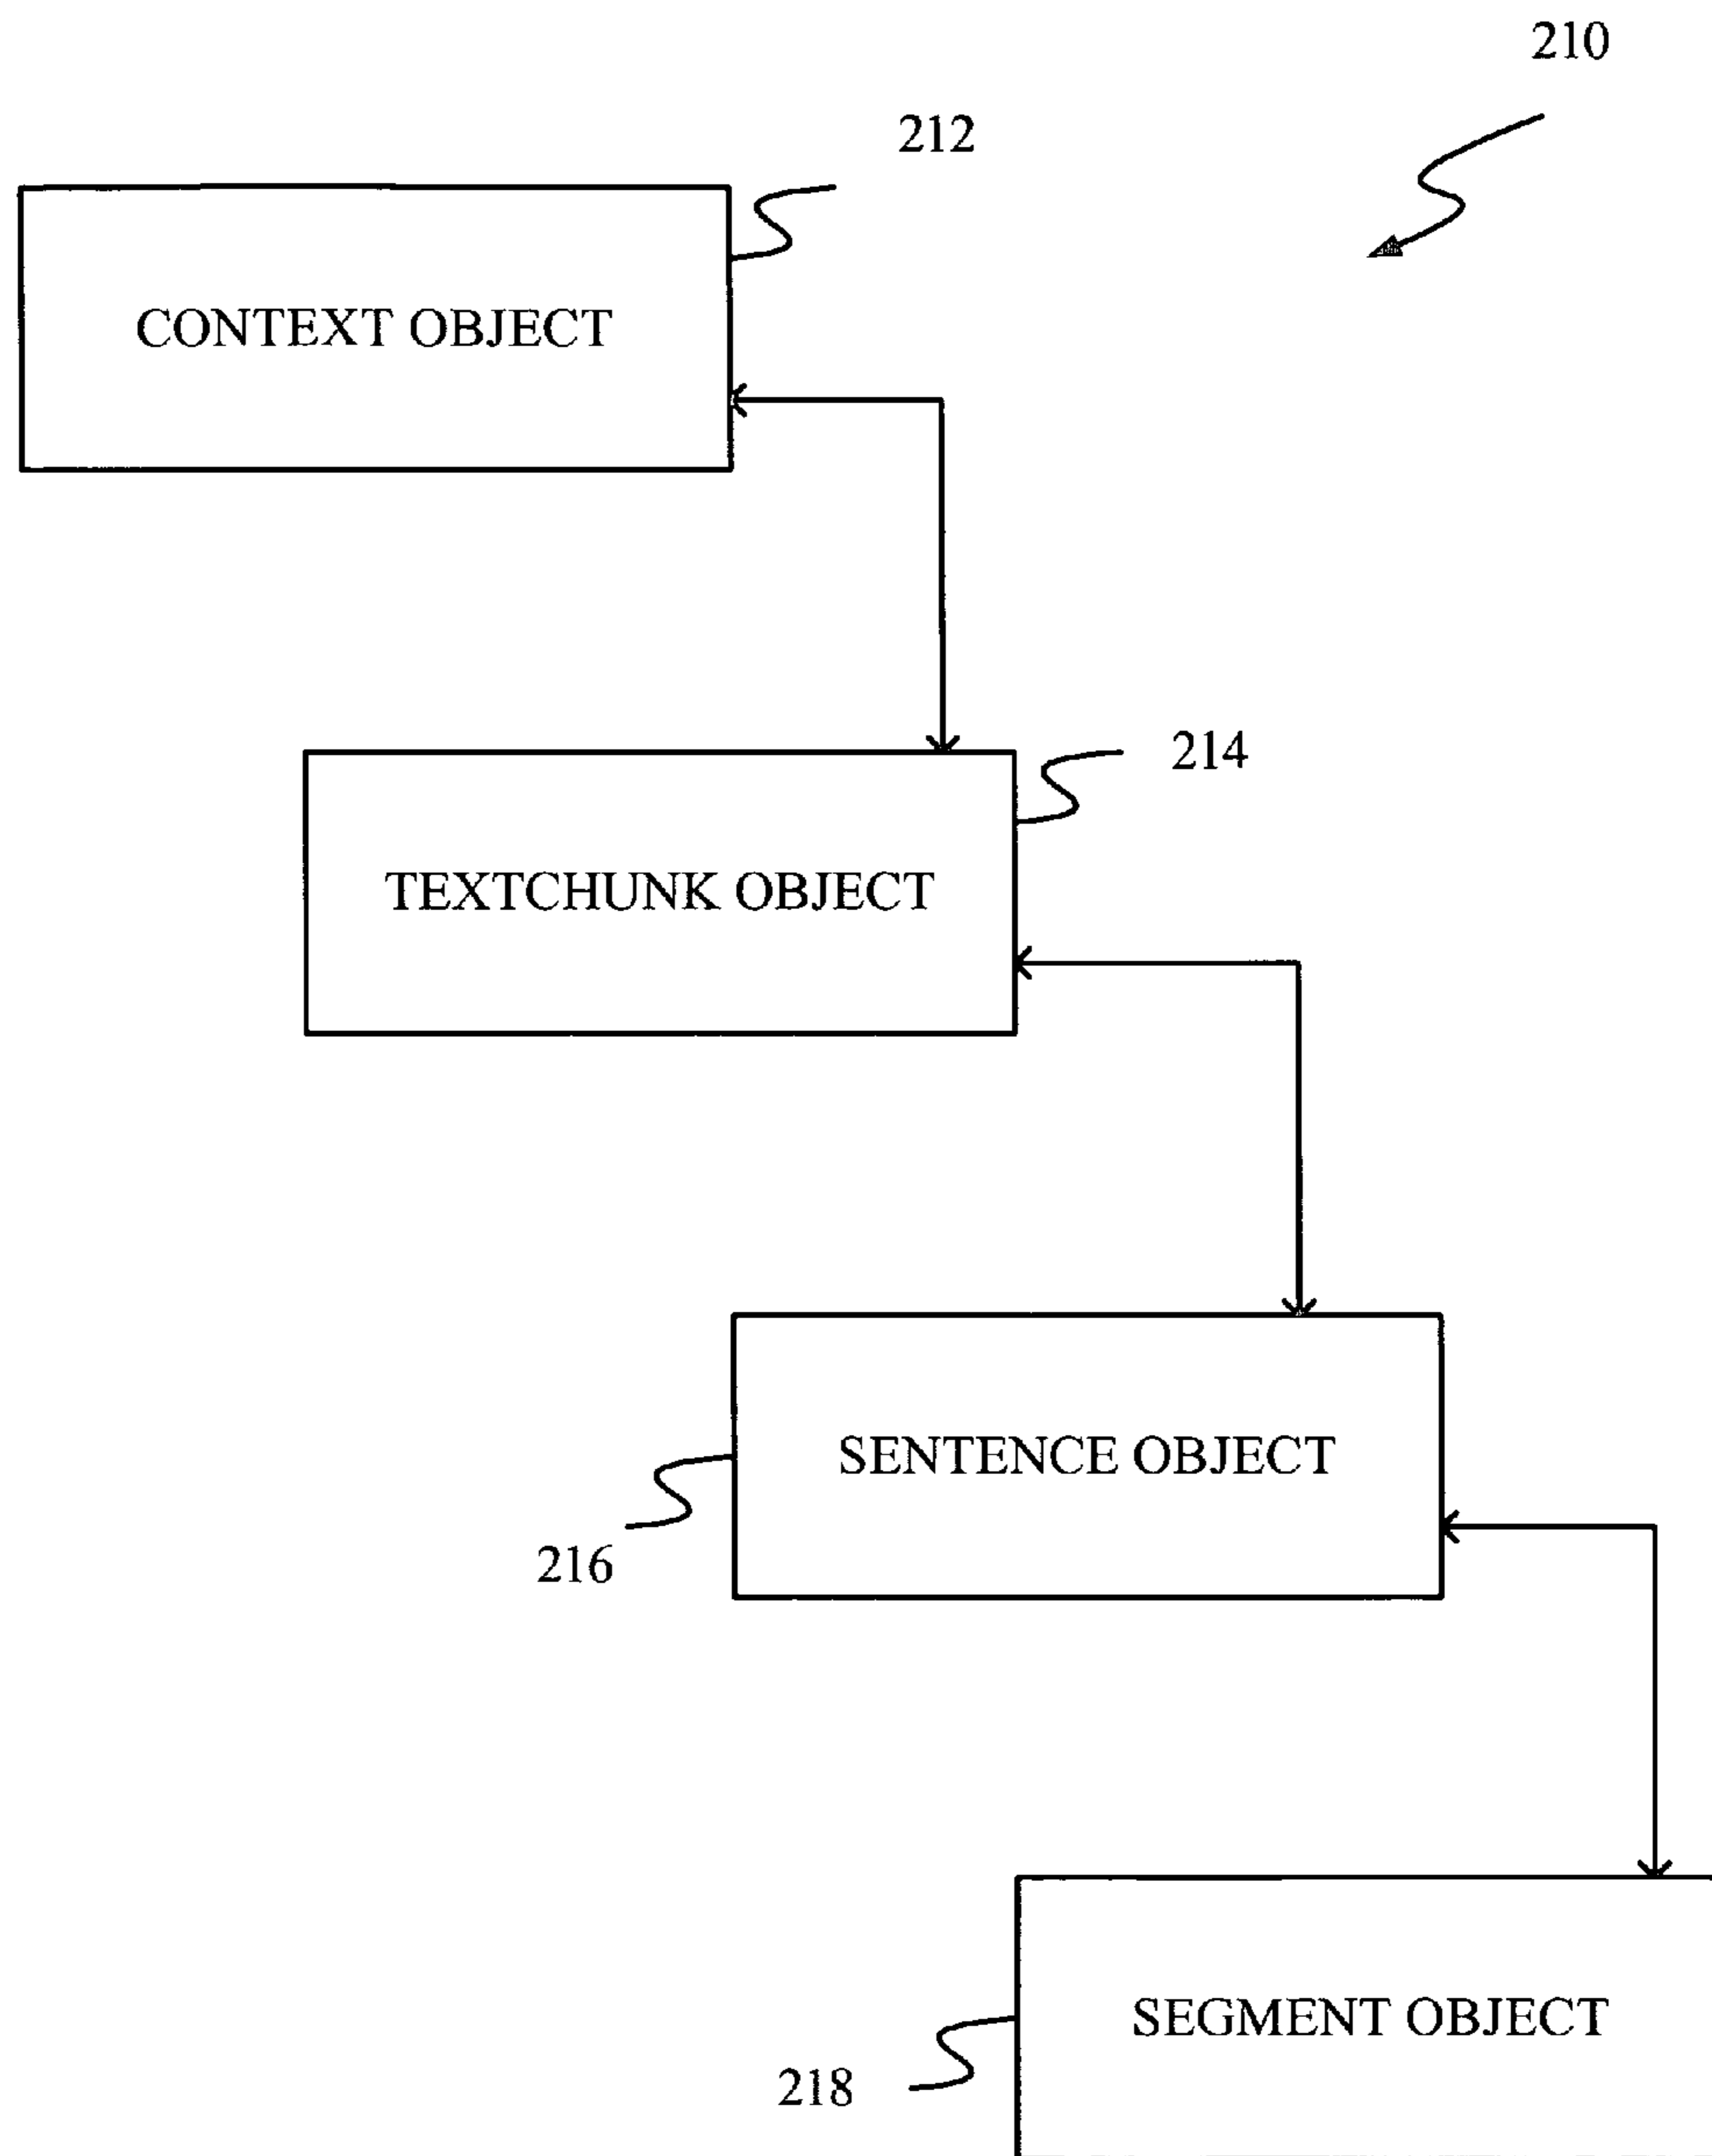 210
212
CONTEXT OBJECT
214
TEXTCHUNK OBJECT
SENTENCE OBJECT
216
SEGMENT OBJECT
218